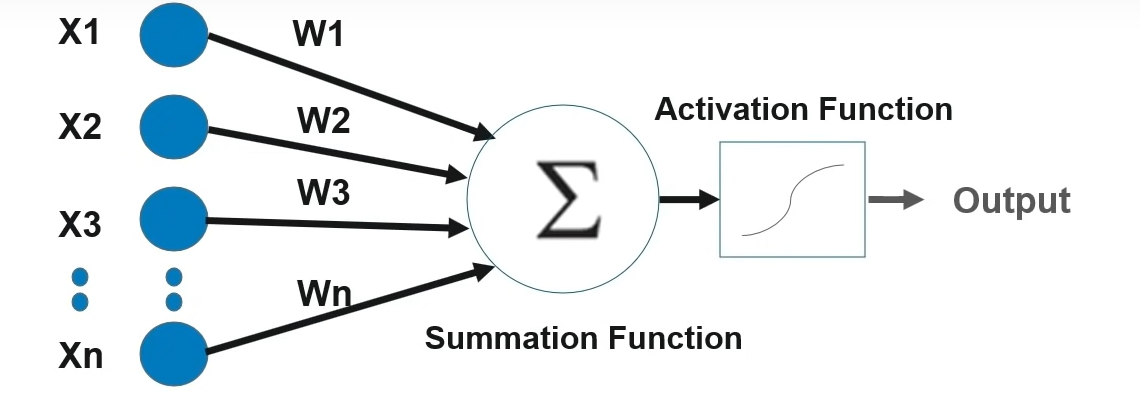 X1
W1
X2
W2
Activation Function
X3
W3
Σ
Output
Wn
Summation Function
Xn